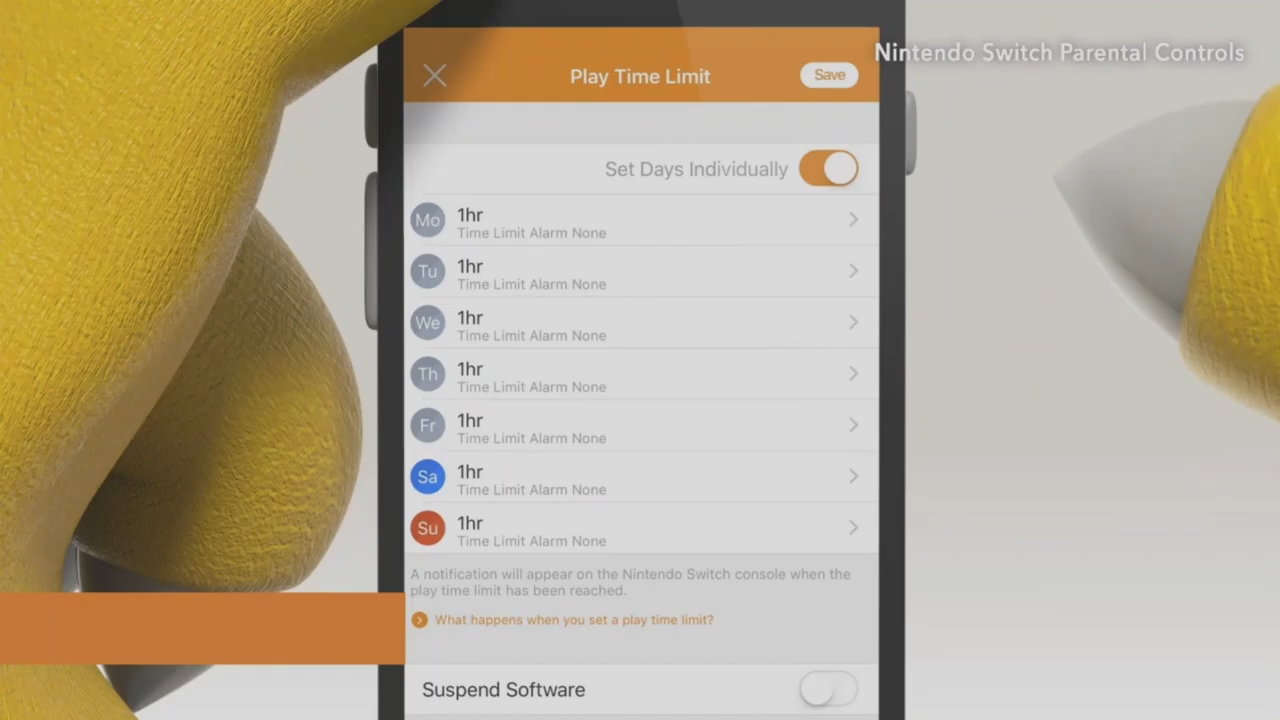 Nintendo Switch Parental Controls
Play Time Limit
Save
Set Days Individually
Mo
1hr
Time Limit Alarm None
Tu
1hr
Time Limit Alarm None
We
1hr
Time Limit Alarm None
Th
1hr
Time Limit Alarm None
Fr
1hr
Time Limit Alarm None
Sa
1hr
Time Limit Alarm None
Su
1hr
Time Limit Alarm None
A notification will appear on the Nintendo Switch console when the
play time limit has been reached.
What happens when you set a play time limit?
Suspend Software